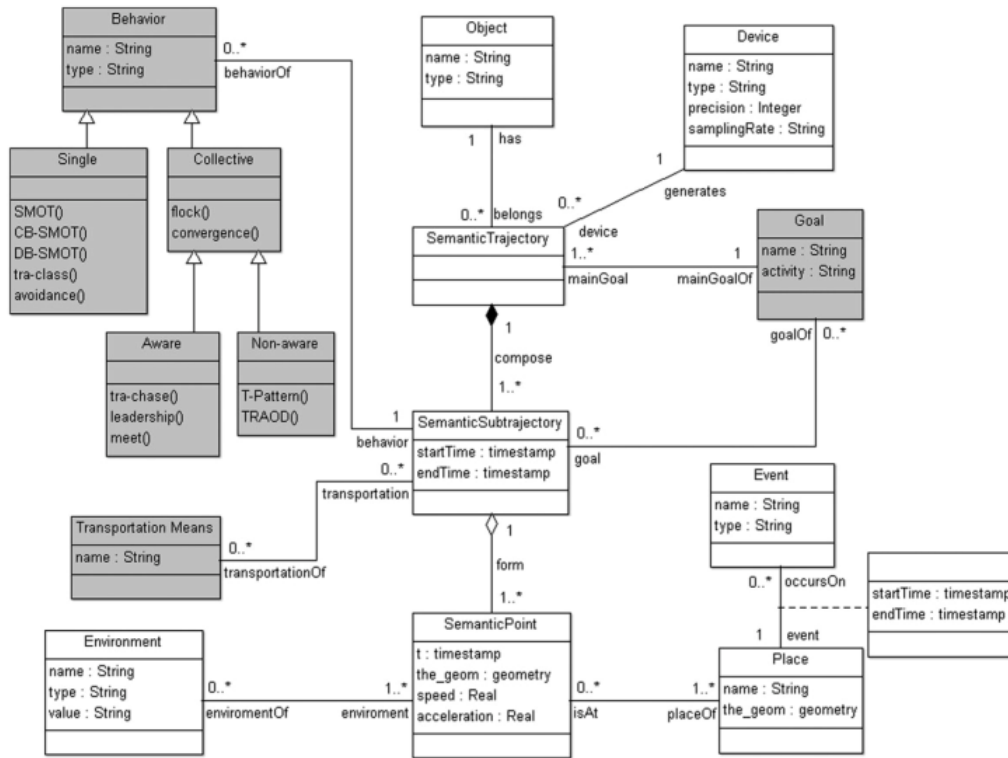 Behavior
name : String
type : String
0..*
behaviorOf
Object
name : String
type : String
1
has
Device
name : String
type : String
precision : Integer
samplingRate : String
1
generates
Single
SMOT()
CB-SMOT()
DB-SMOT()
tra-class()
avoidance()
Collective
flock()
convergence()
0..*
belongs
0..*
device
SemanticTrajectory
1..*
mainGoal
1
mainGoalOf
Goal
name : String
activity : String
goalOf
0..*
1
compose
1..*
Aware
tra-chase()
leadership()
meet()
Non-aware
T-Pattern()
TRAOD()
1
behavior
SemanticSubtrajectory
startTime : timestamp
endTime : timestamp
0..*
goal
0..*
transportation
Transportation Means
name : String
0..*
transportationOf
1
form
1..*
Event
name : String
type : String
0..*
occursOn
startTime : timestamp
endTime : timestamp
1
event
Environment
name : String
type : String
value : String
0..*
enviromentOf
1..*
enviroment
SemanticPoint
t : timestamp
the_geom : geometry
speed : Real
acceleration : Real
0..*
isAt
1..*
placeOf
Place
name : String
the_geom : geometry